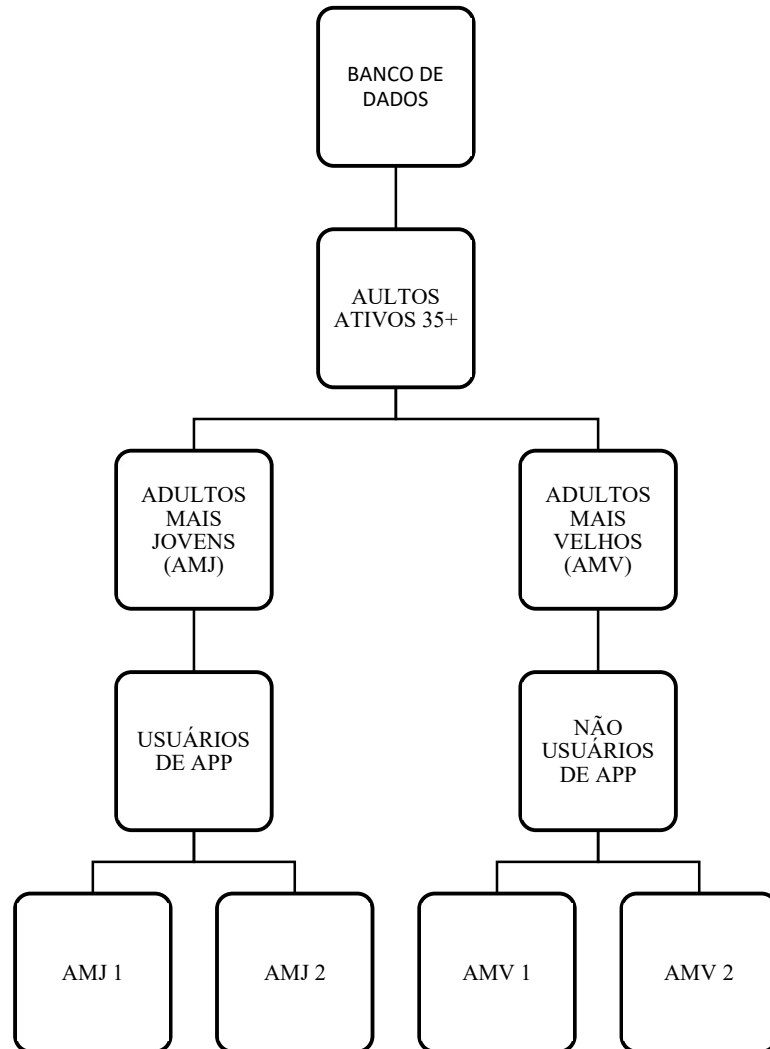 BANCO DE
DADOS
AULTOS
ATIVOS 35+
ADULTOS
MAIS
JOVENS
(AMJ)
ADULTOS
MAIS
VELHOS
(AMV)
USUÁRIOS
DE APP
NÃO
USUÁRIOS
DE APP
AMJ 1
AMJ 2
AMV 1
AMV 2